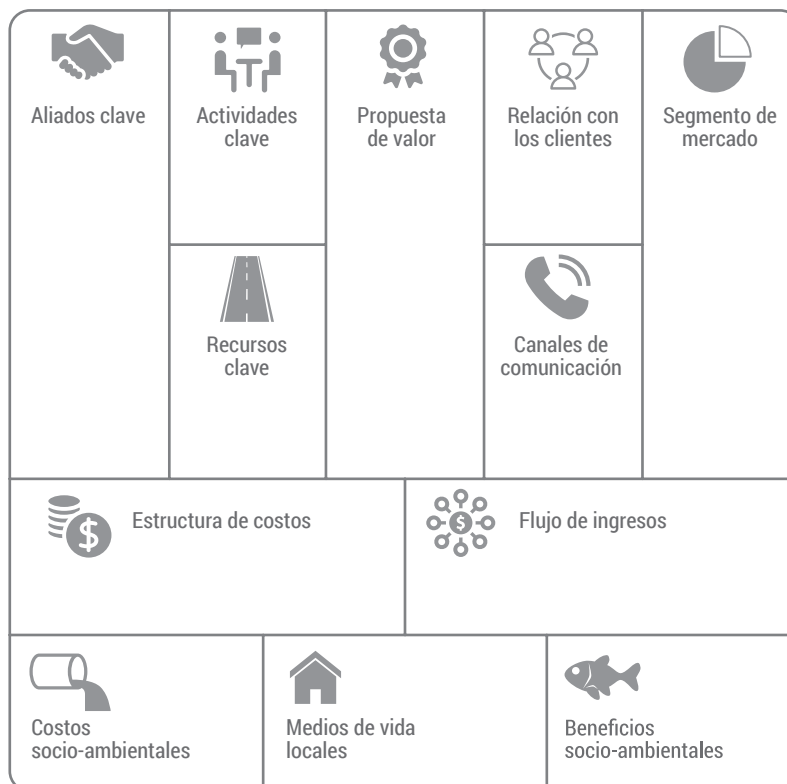 Aliados clave
Actividades
clave
Propuesta
de valor
Relación con
los clientes
Segmento de
mercado
Recursos
clave
Canales de
comunicación
$
Estructura de costos
$
Flujo de ingresos
Costos
socio-ambientales
Medios de vida
locales
Beneficios
socio-ambientales